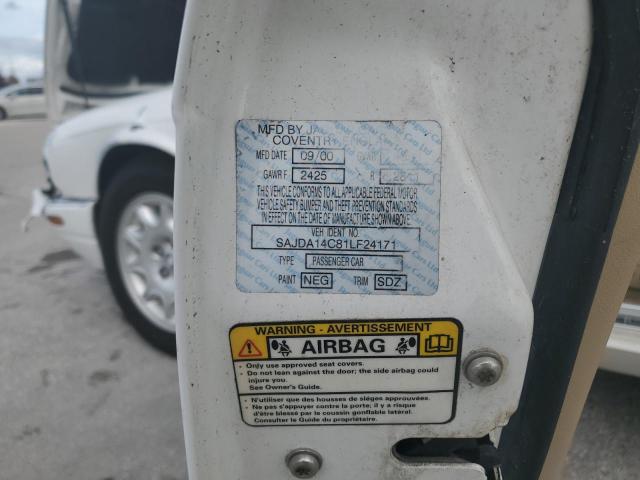 MFD BY
COVENTRY
MFD DATE 09/00
GAWR F 2425 R
THIS VEHICLE CONFORMS TO ALL APPLICABLE FEDERAL MOTOR
VEHICLE SAFETY BUMPER AND THEFT PREVENTION STANDARDS
IN EFFECT ON THE DATE OF MANUFACTURE SHOWN ABOVE
VEH IDENT NO.
SAJDA14C81LF24171
TYPE PASSENGER CAR
PAINT NEG TRIM SDZ
WARNING - AVERTISSEMENT
AIRBAG
• Only use approved seat covers.
• Do not lean against the door; the side airbag could
injure you.
See Owner's Guide.
• N'utiliser que des housses de sièges approuvées.
• Ne pas s'appuyer contre la porte; il y a risque
d'être blessé par le coussin gonflable latéral.
Consulter le Guide du propriétaire.